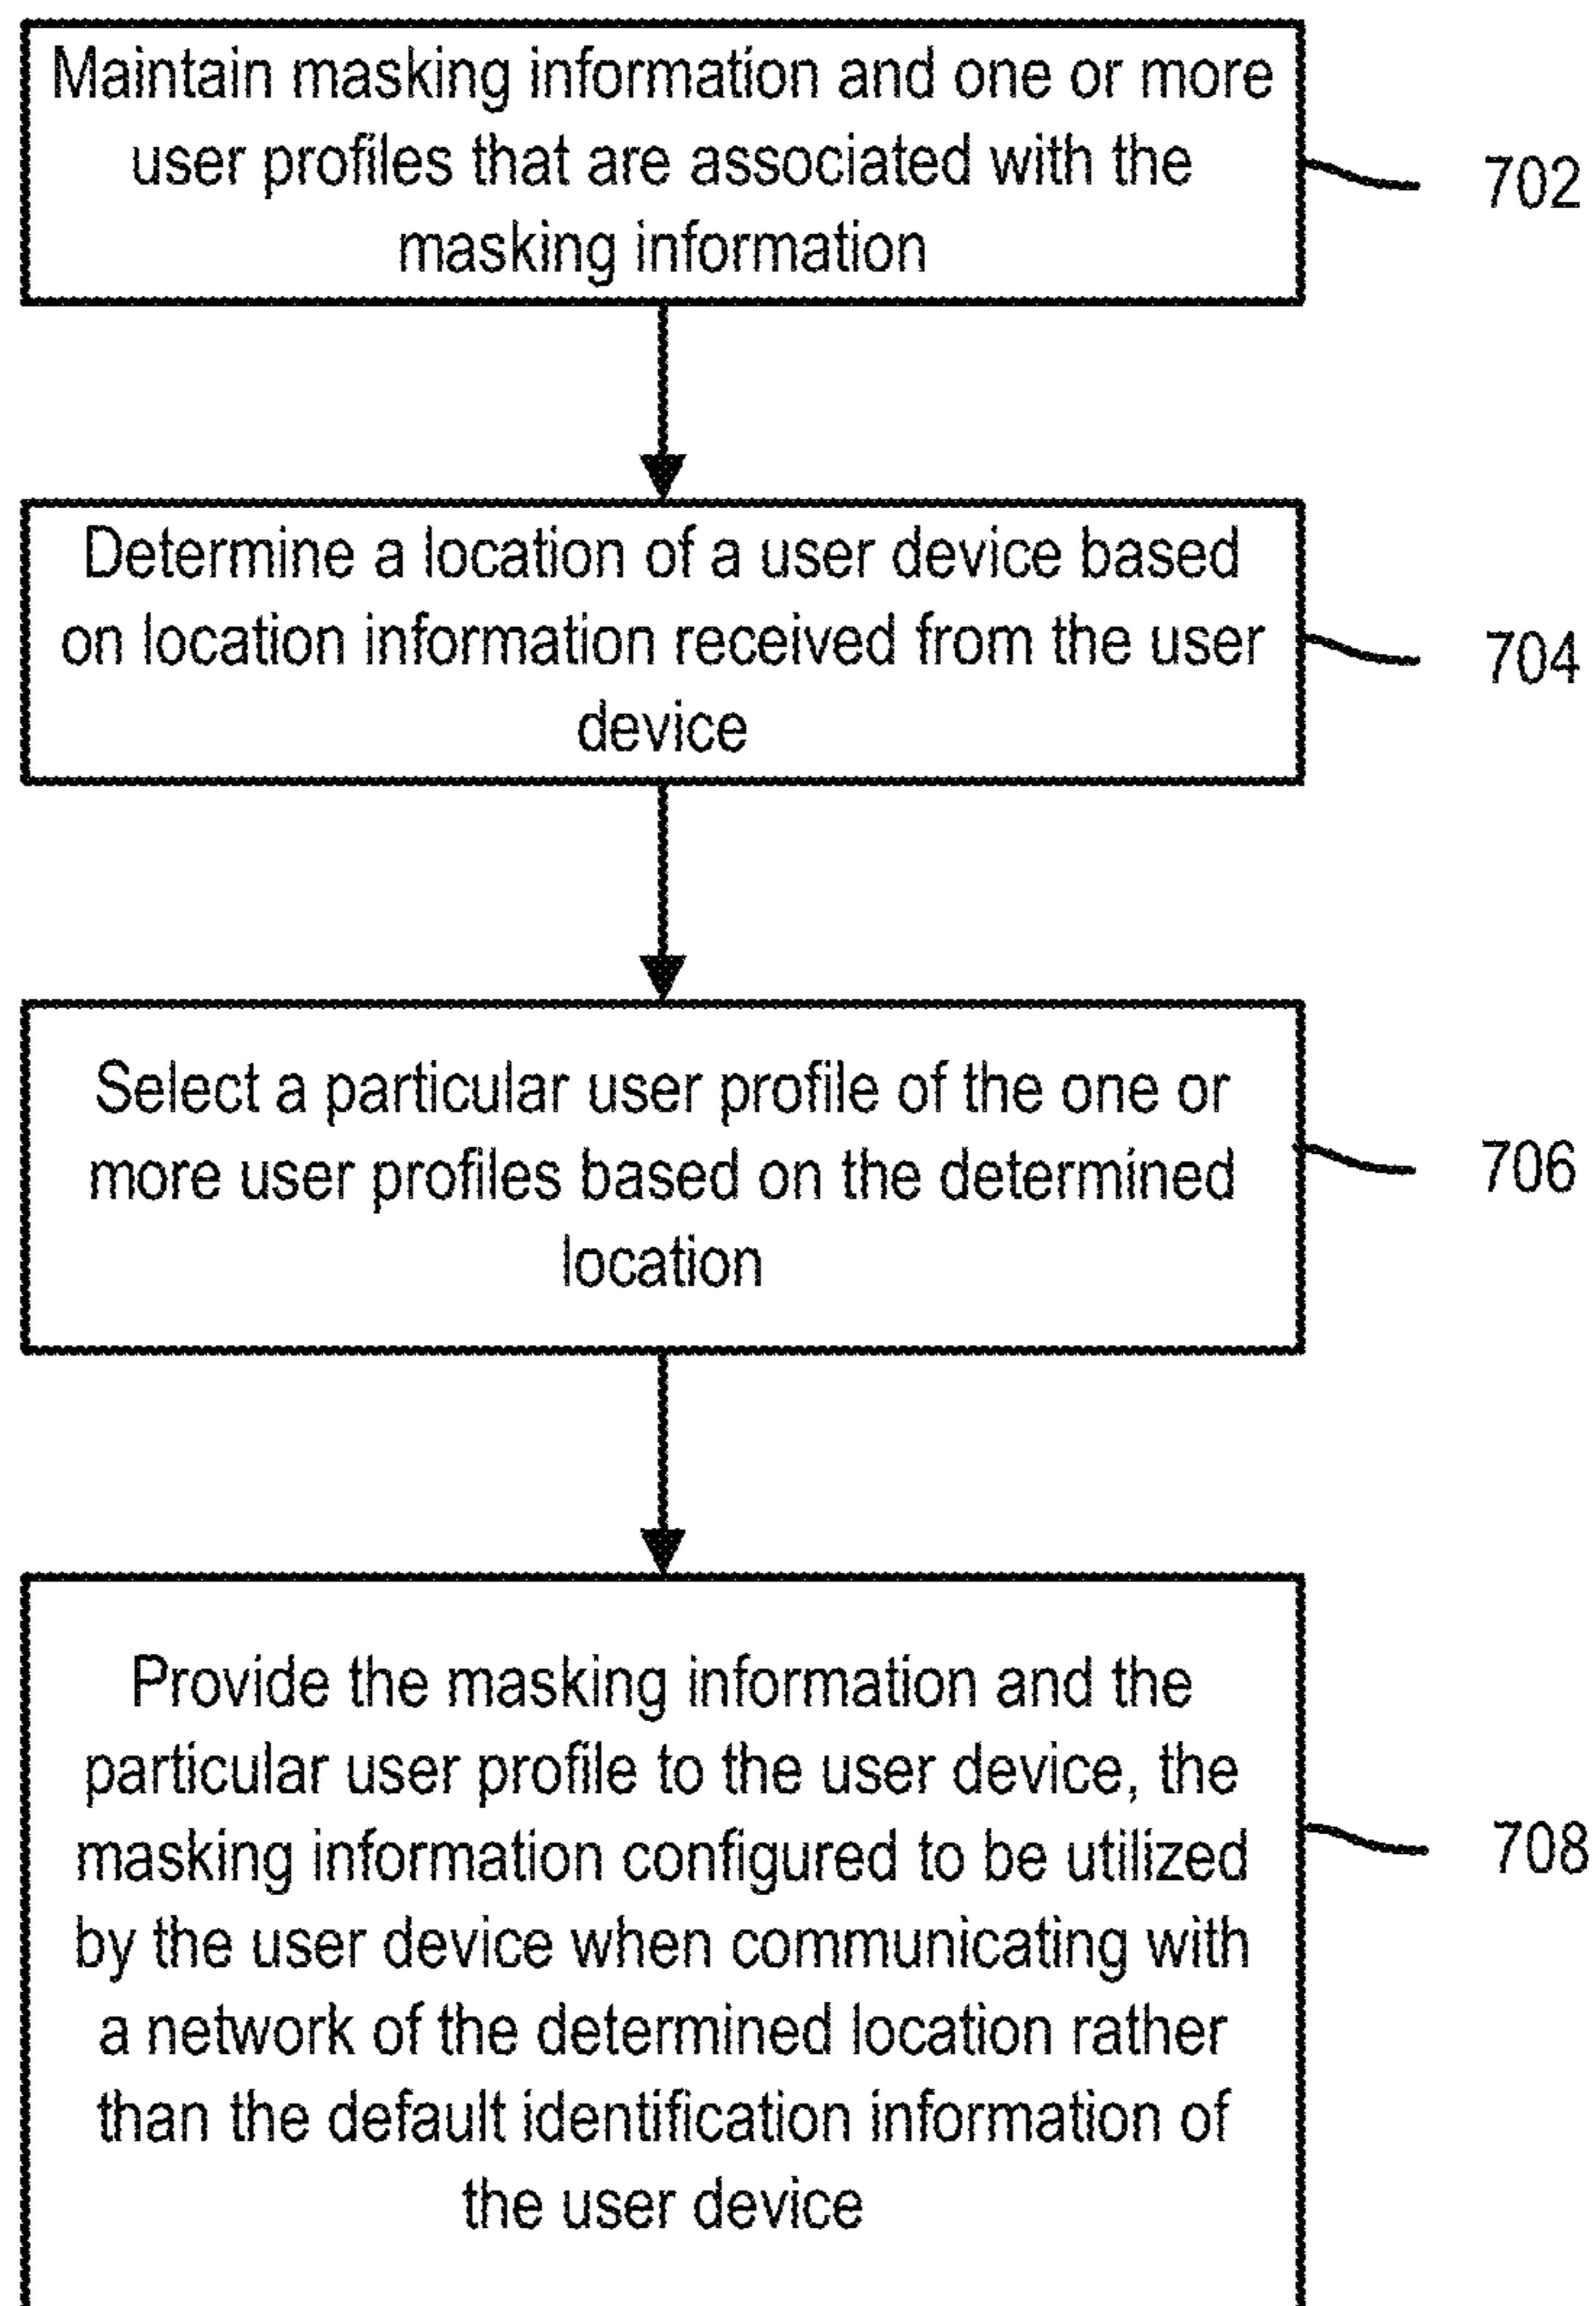 Maintain masking information and one or more
user profiles that are associated with the
masking information
702
Determine a location of a user device based
on location information received from the user
device
704
Select a particular user profile of the one or
more user profiles based on the determined
location
706
Provide the masking information and the
particular user profile to the user device, the
masking information configured to be utilized
by the user device when communicating with
a network of the determined location rather
than the default identification information of
the user device
708